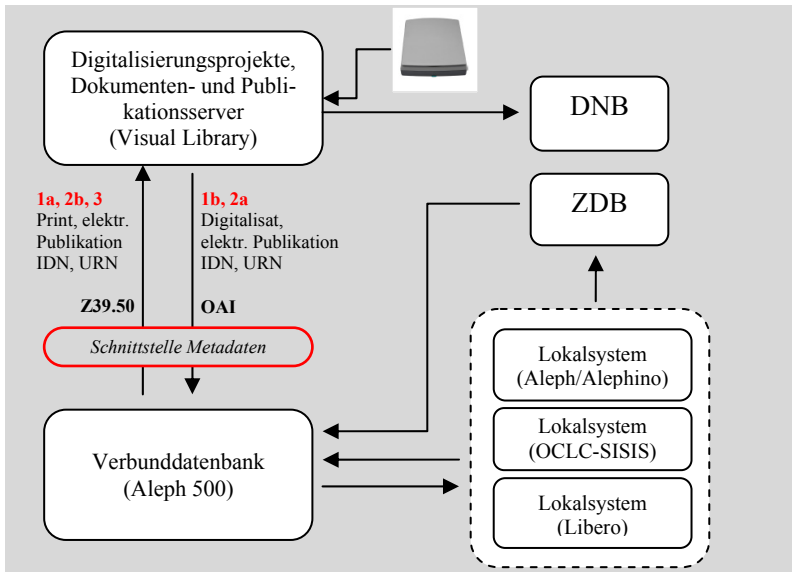 Digitalisierungsprojekte,
Dokumenten- und Publi-
kationsserver
(Visual Library)
DNB
ZDB
1a, 2b, 3
Print, elektr.
Publikation
IDN, URN
Z39.50
1b, 2a
Digitalisat,
elektr. Publikation
IDN, URN
OAI
Schnittstelle Metadaten
Verbunddatenbank
(Aleph 500)
Lokalsystem
(Aleph/Alephino)
Lokalsystem
(OCLC-SISIS)
Lokalsystem
(Libero)